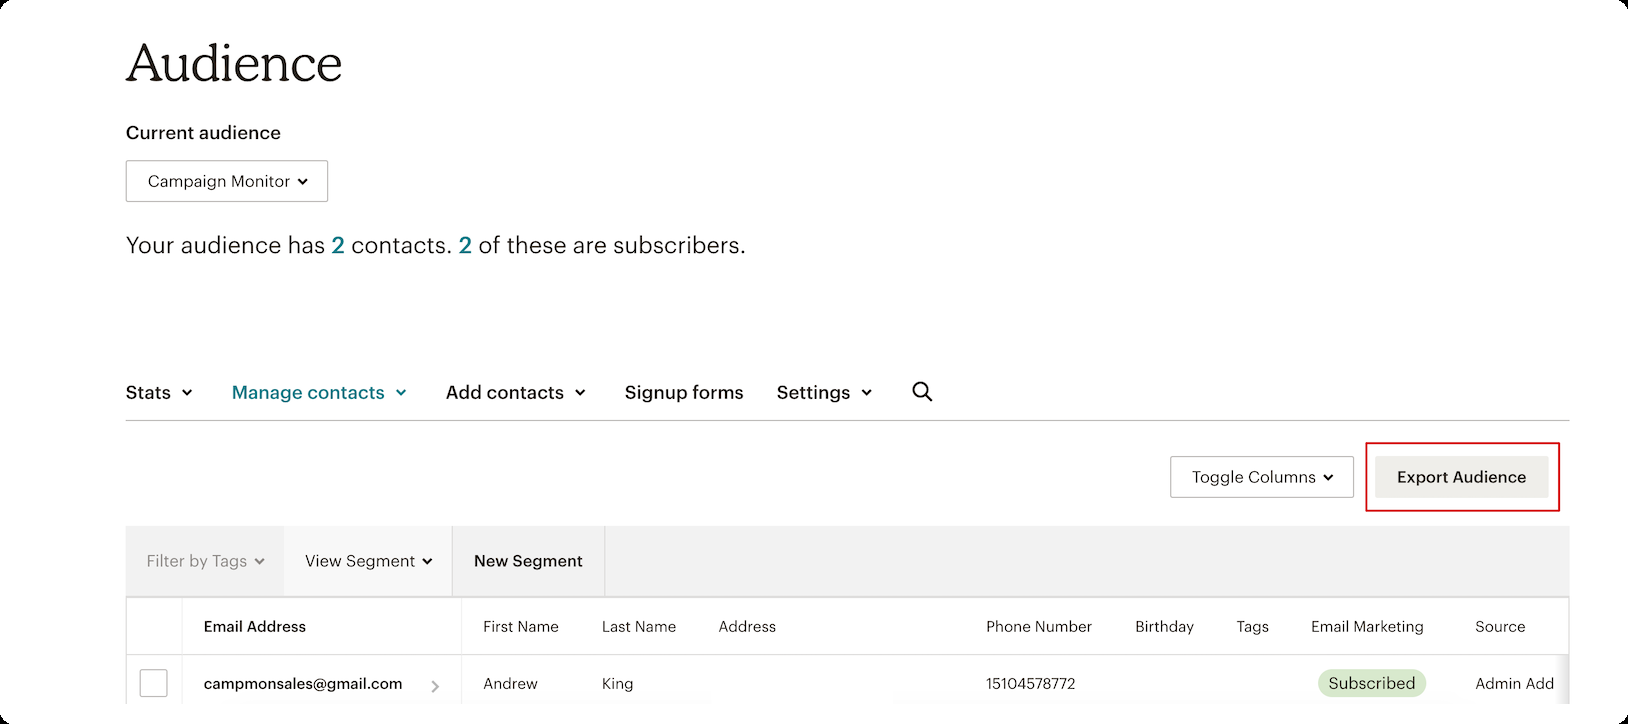 Audience
Current audience
Campaign Monitor
Your audience has 2 contacts. 2 of these are subscribers.
Stats Manage contacts Add contacts Signup forms Settings
Toggle Columns Export Audience
Filter by Tags View Segment New Segment
Email Address First Name Last Name Address Phone Number Birthday Tags Email Marketing Source
campmonsales@gmail.com Andrew King 15104578772 Subscribed Admin Add